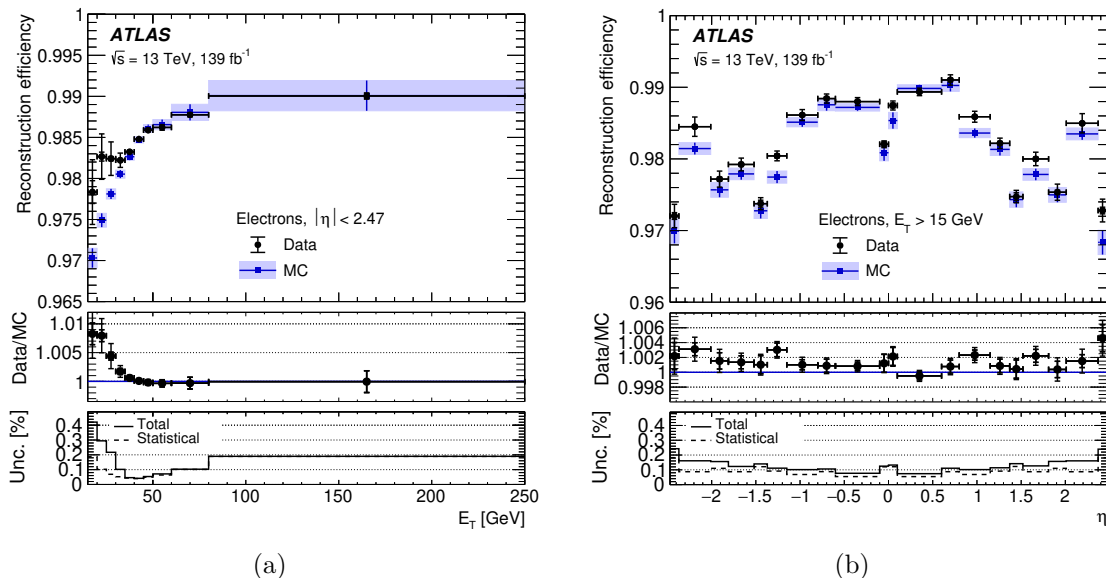 ATLAS
√s = 13 TeV, 139 fb⁻¹
Reconstruction efficiency
1
0.995
0.99
0.985
0.98
0.975
0.97
0.965
Electrons, |η| < 2.47
Data
MC
Data/MC
1.01
1.005
1
Unc. [%]
0.4
0.3
0.2
0.1
0
Total
Statistical
50 100 150 200 250
E_T [GeV]
(a)
ATLAS
√s = 13 TeV, 139 fb⁻¹
Reconstruction efficiency
1
0.99
0.98
0.97
0.96
Electrons, E_T > 15 GeV
Data
MC
Data/MC
1.006
1.004
1.002
1
0.998
Unc. [%]
0.4
0.3
0.2
0.1
0
Total
Statistical
−2 −1.5 −1 −0.5 0 0.5 1 1.5 2
η
(b)